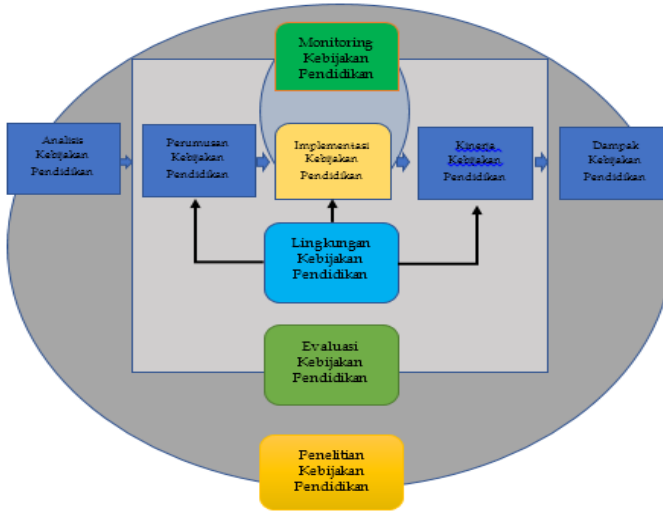 Monitoring
Kebijakan
Pendidikan
Analisis
Kebijakan
Pendidikan
Perumusan
Kebijakan
Pendidikan
Implementasi
Kebijakan
Pendidikan
Kinerja
Kebijakan
Pendidikan
Dampak
Kebijakan
Pendidikan
Lingkungan
Kebijakan
Pendidikan
Evaluasi
Kebijakan
Pendidikan
Penelitian
Kebijakan
Pendidikan